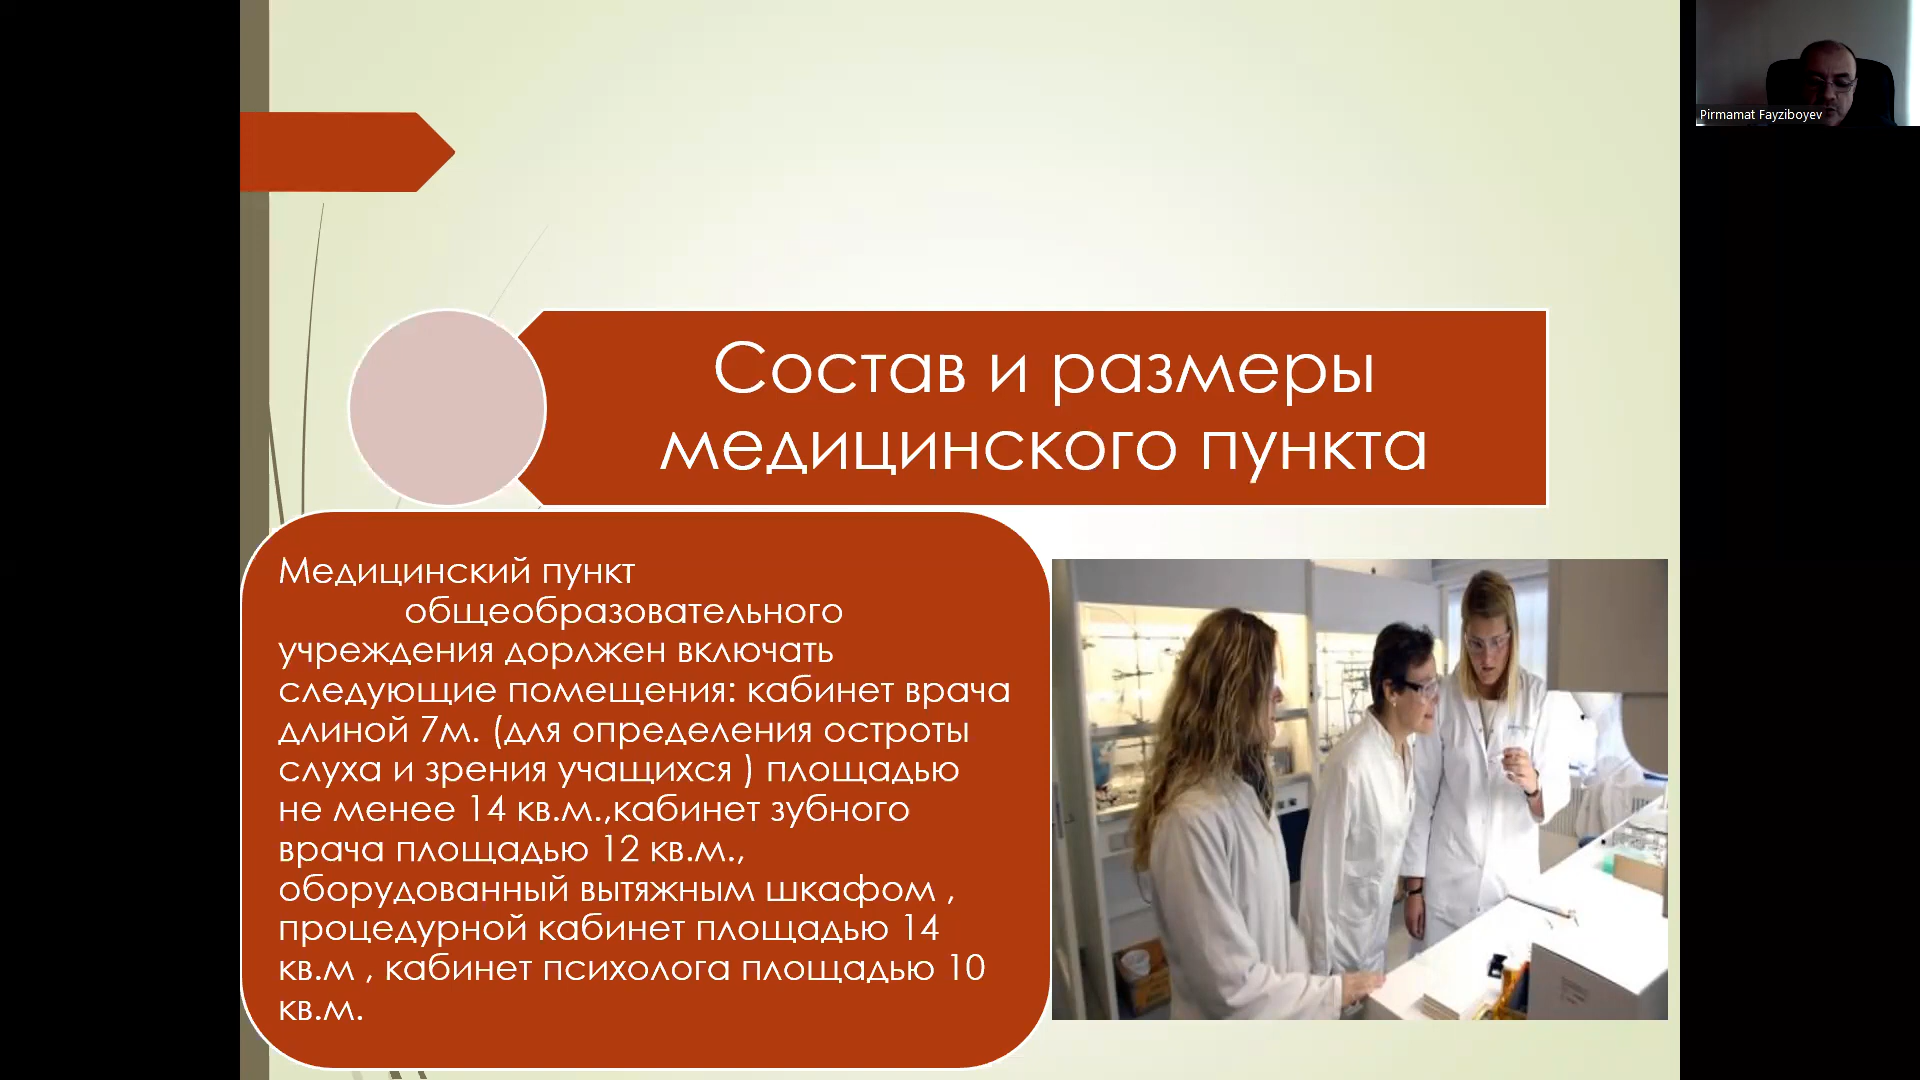 Состав и размеры
медицинского пункта
Медицинский пункт
общеобразовательного
учреждения дорлжен включать
следующие помещения: кабинет врача
длиной 7м. (для определения остроты
слуха и зрения учащихся ) площадью
не менее 14 кв.м.,кабинет зубного
врача площадью 12 кв.м.,
оборудованный вытяжным шкафом ,
процедурной кабинет площадью 14
кв.м , кабинет психолога площадью 10
кв.м.
Pirmamat Fayziboyev